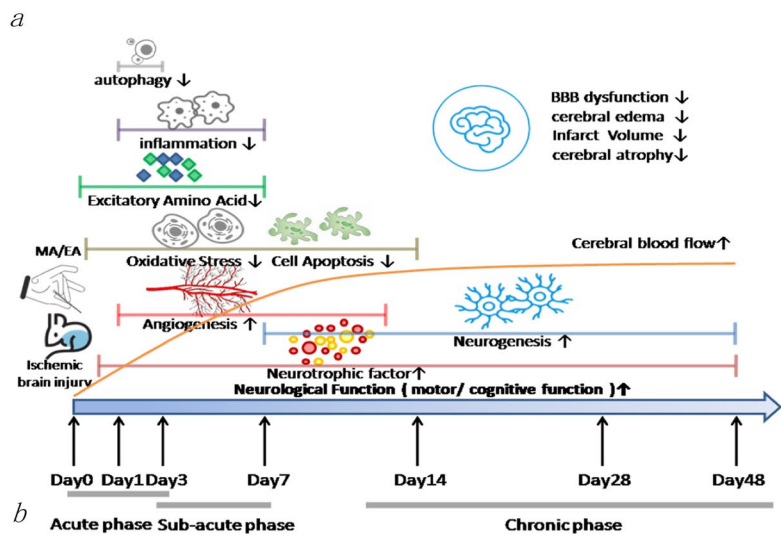 a
autophagy ↓
inflammation ↓
Excitatory Amino Acid↓
BBB dysfunction ↓
cerebral edema ↓
Infarct Volume ↓
cerebral atrophy↓
MA/EA
Oxidative Stress ↓ Cell Apoptosis ↓
Cerebral blood flow↑
Angiogenesis ↑
Neurogenesis ↑
Ischemic
brain injury
Neurotrophic factor↑
Neurological Function ( motor/ cognitive function )↑
Day0 Day1 Day3 Day7 Day14 Day28 Day48
b
Acute phase Sub-acute phase Chronic phase